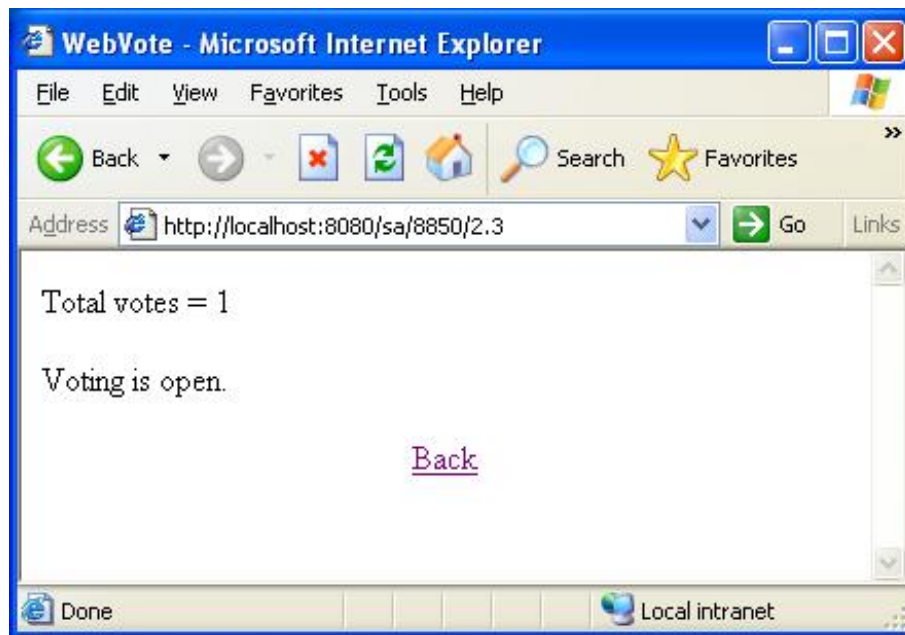 WebVote - Microsoft Internet Explorer
File Edit View Favorites Tools Help
Back Search Favorites »
Address http://localhost:8080/sa/8850/2.3 Go Links
Total votes = 1
Voting is open.
Back
Done Local intranet